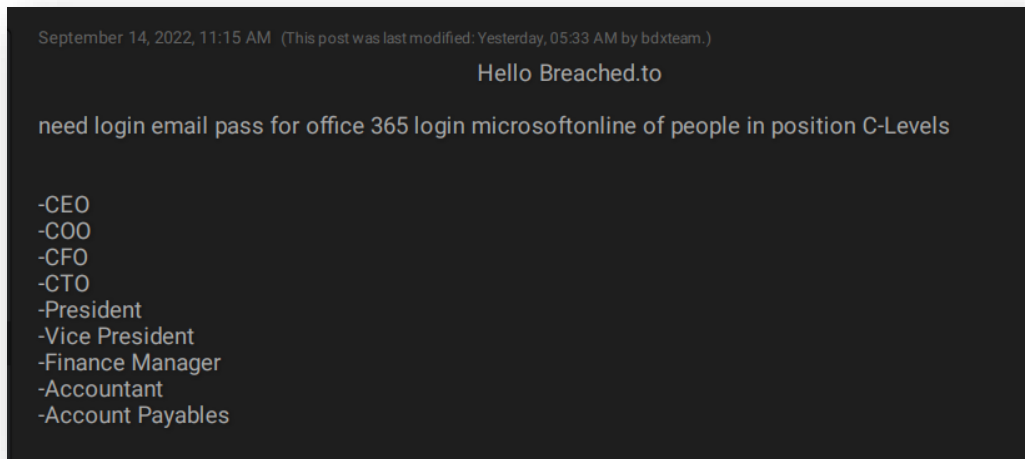 September 14, 2022, 11:15 AM (This post was last modified: Yesterday, 05:33 AM by bdxteam.)
Hello Breached.to
need login email pass for office 365 login microsoftonline of people in position C-Levels
-CEO
-COO
-CFO
-CTO
-President
-Vice President
-Finance Manager
-Accountant
-Account Payables